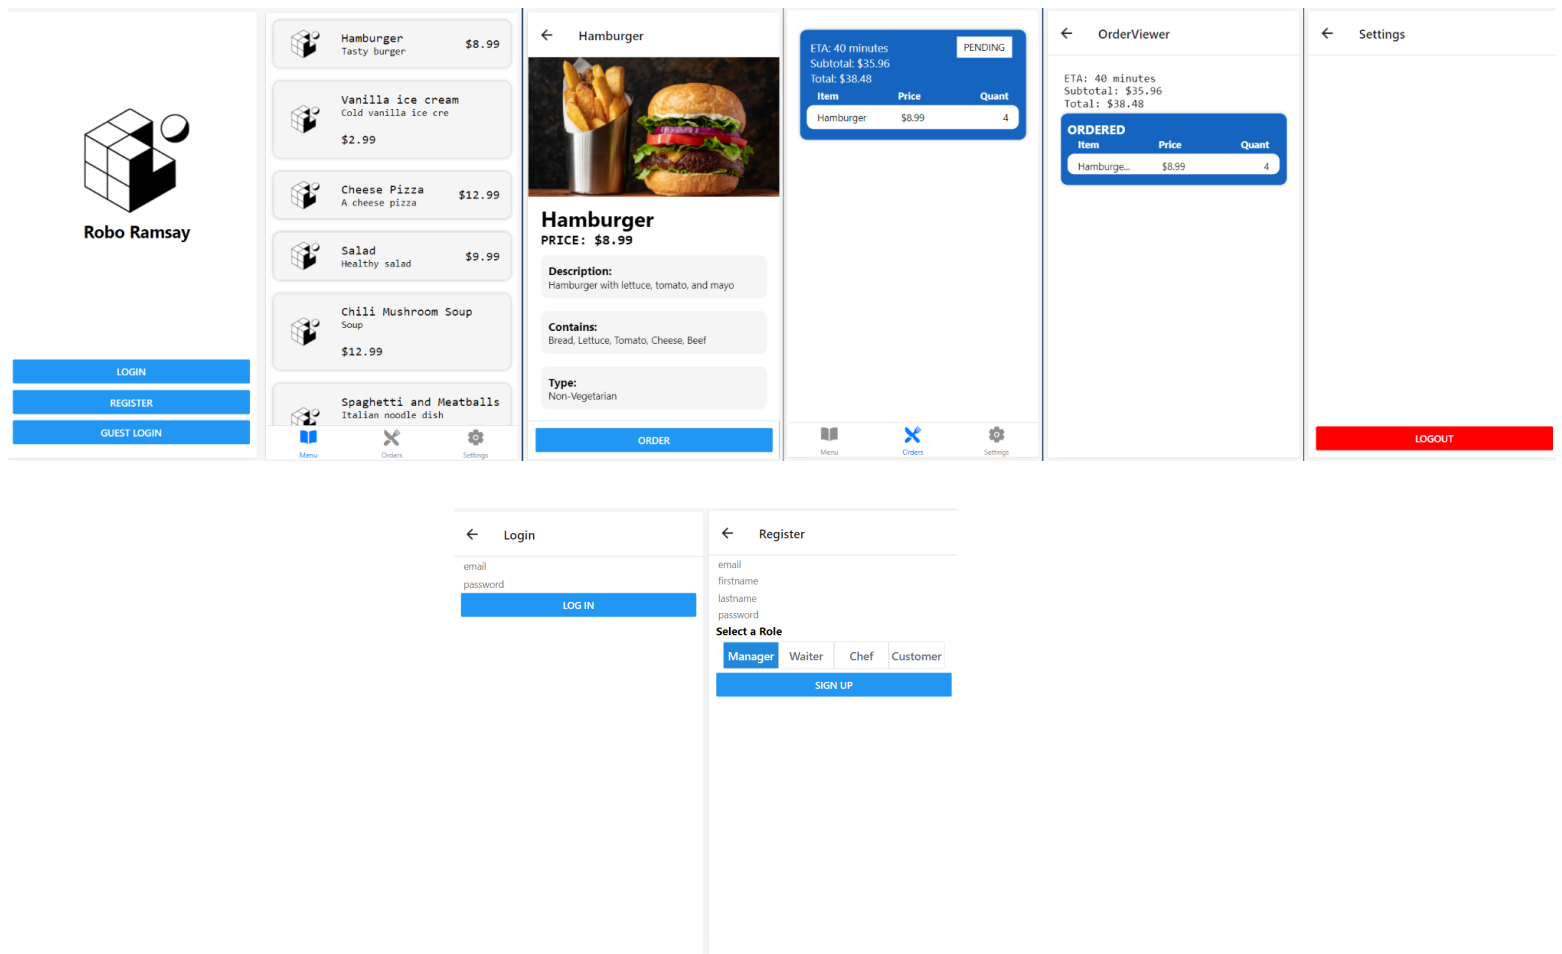 Robo Ramsay
LOGIN
REGISTER
GUEST LOGIN
Hamburger
Tasty burger
$8.99
Vanilla ice cream
Cold vanilla ice cre
$2.99
Cheese Pizza
A cheese pizza
$12.99
Salad
Healthy salad
$9.99
Chili Mushroom Soup
Soup
$12.99
Spaghetti and Meatballs
Italian noodle dish
Menu Orders Settings
Hamburger
Hamburger
PRICE: $8.99
Description:
Hamburger with lettuce, tomato, and mayo
Contains:
Bread, Lettuce, Tomato, Cheese, Beef
Type:
Non-Vegetarian
ORDER
ETA: 40 minutes
PENDING
Subtotal: $35.96
Total: $38.48
Item Price Quant
Hamburger $8.99 4
Menu Orders Settings
OrderViewer
ETA: 40 minutes
Subtotal: $35.96
Total: $38.48
ORDERED
Item Price Quant
Hamburge... $8.99 4
Settings
LOGOUT
Login
email
password
LOG IN
Register
email
firstname
lastname
password
Select a Role
Manager Waiter Chef Customer
SIGN UP